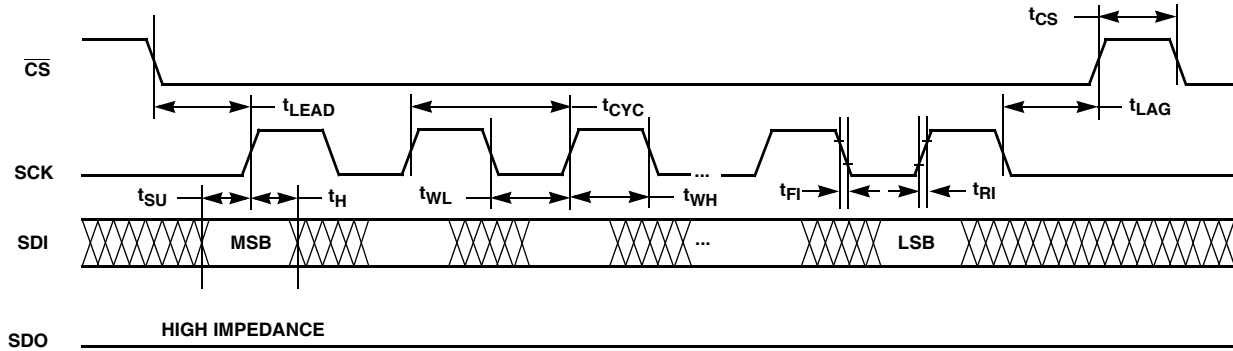 tCS
CS
tLEAD
tCYC
tLAG
SCK
...
tSU
tH
tWL
tWH
tFI
tRI
SDI
MSB
...
LSB
HIGH IMPEDANCE
SDO